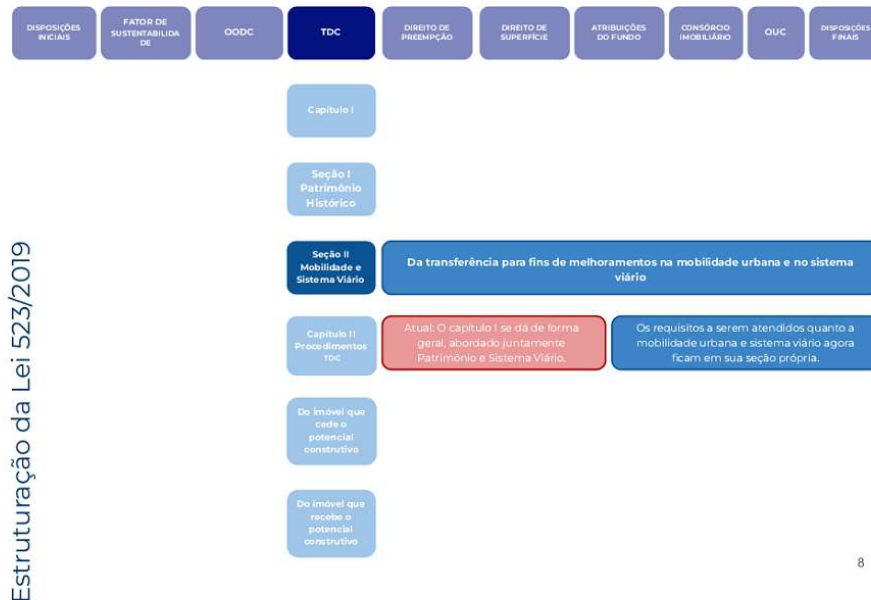 DISPOSIÇÕES
INICIAIS
FATOR DE
SUSTENTABILIDA
DE
OODC
TDC
DIREITO DE
PREEMPÇÃO
DIREITO DE
SUPERFÍCIE
ATRIBUIÇÕES
DO FUNDO
CONSÓRCIO
IMOBILIÁRIO
OUC
DISPOSIÇÕES
FINAIS
Capítulo I
Seção I
Patrimônio
Histórico
Seção II
Mobilidade e
Sistema Viário
Da transferência para fins de melhoramentos na mobilidade urbana e no sistema
viário
Capítulo II
Procedimentos
TDC
Atual: O capítulo I se dá de forma
geral, abordado juntamente
Patrimônio e Sistema Viário.
Os requisitos a serem atendidos quanto a
mobilidade urbana e sistema viário agora
ficam em sua seção própria.
Do imóvel que
cede o
potencial
construtivo
Do imóvel que
recebe o
potencial
construtivo
Estruturação da Lei 523/2019
8